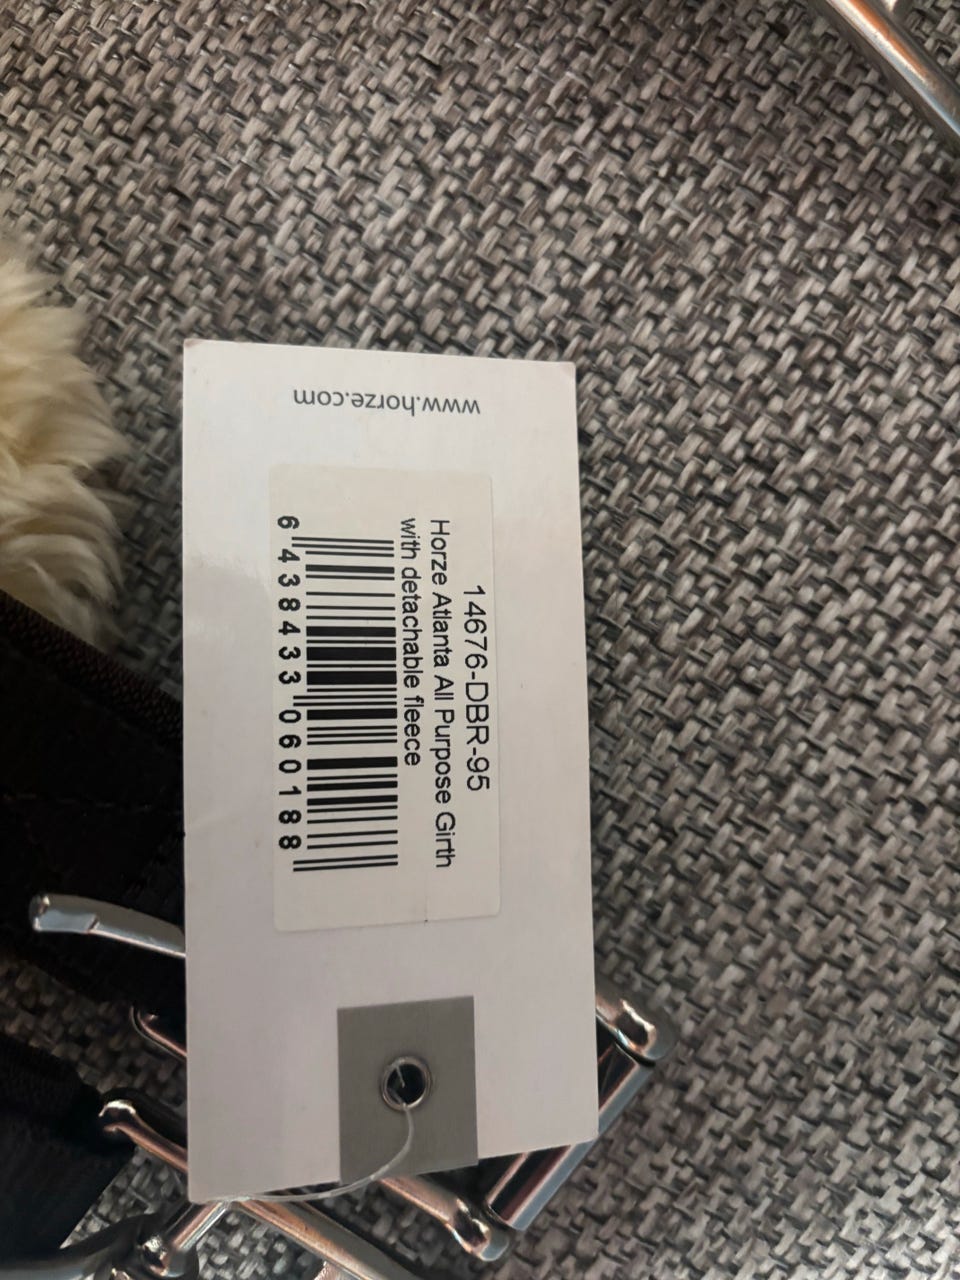 14676-DBR-95
Horze Atlanta All Purpose Girth
with detachable fleece
6 438433 060188
www.horze.com